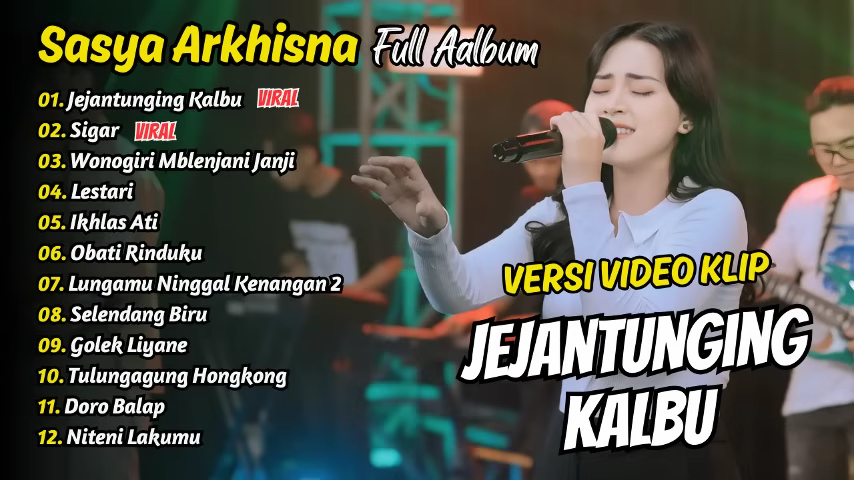 Sasya Arkhisna Full Aalbum
01. Jejantunging Kalbu VIRAL
02. Sigar VIRAL
03. Wonogiri Mblenjani Janji
04. Lestari
05. Ikhlas Ati
06. Obati Rinduku
07. Lungamu Ninggal Kenangan 2
08. Selendang Biru
09. Golek Liyane
10. Tulungagung Hongkong
11. Doro Balap
12. Niteni Lakumu
VERSI VIDEO KLIP
JEJANTUNGING
KALBU